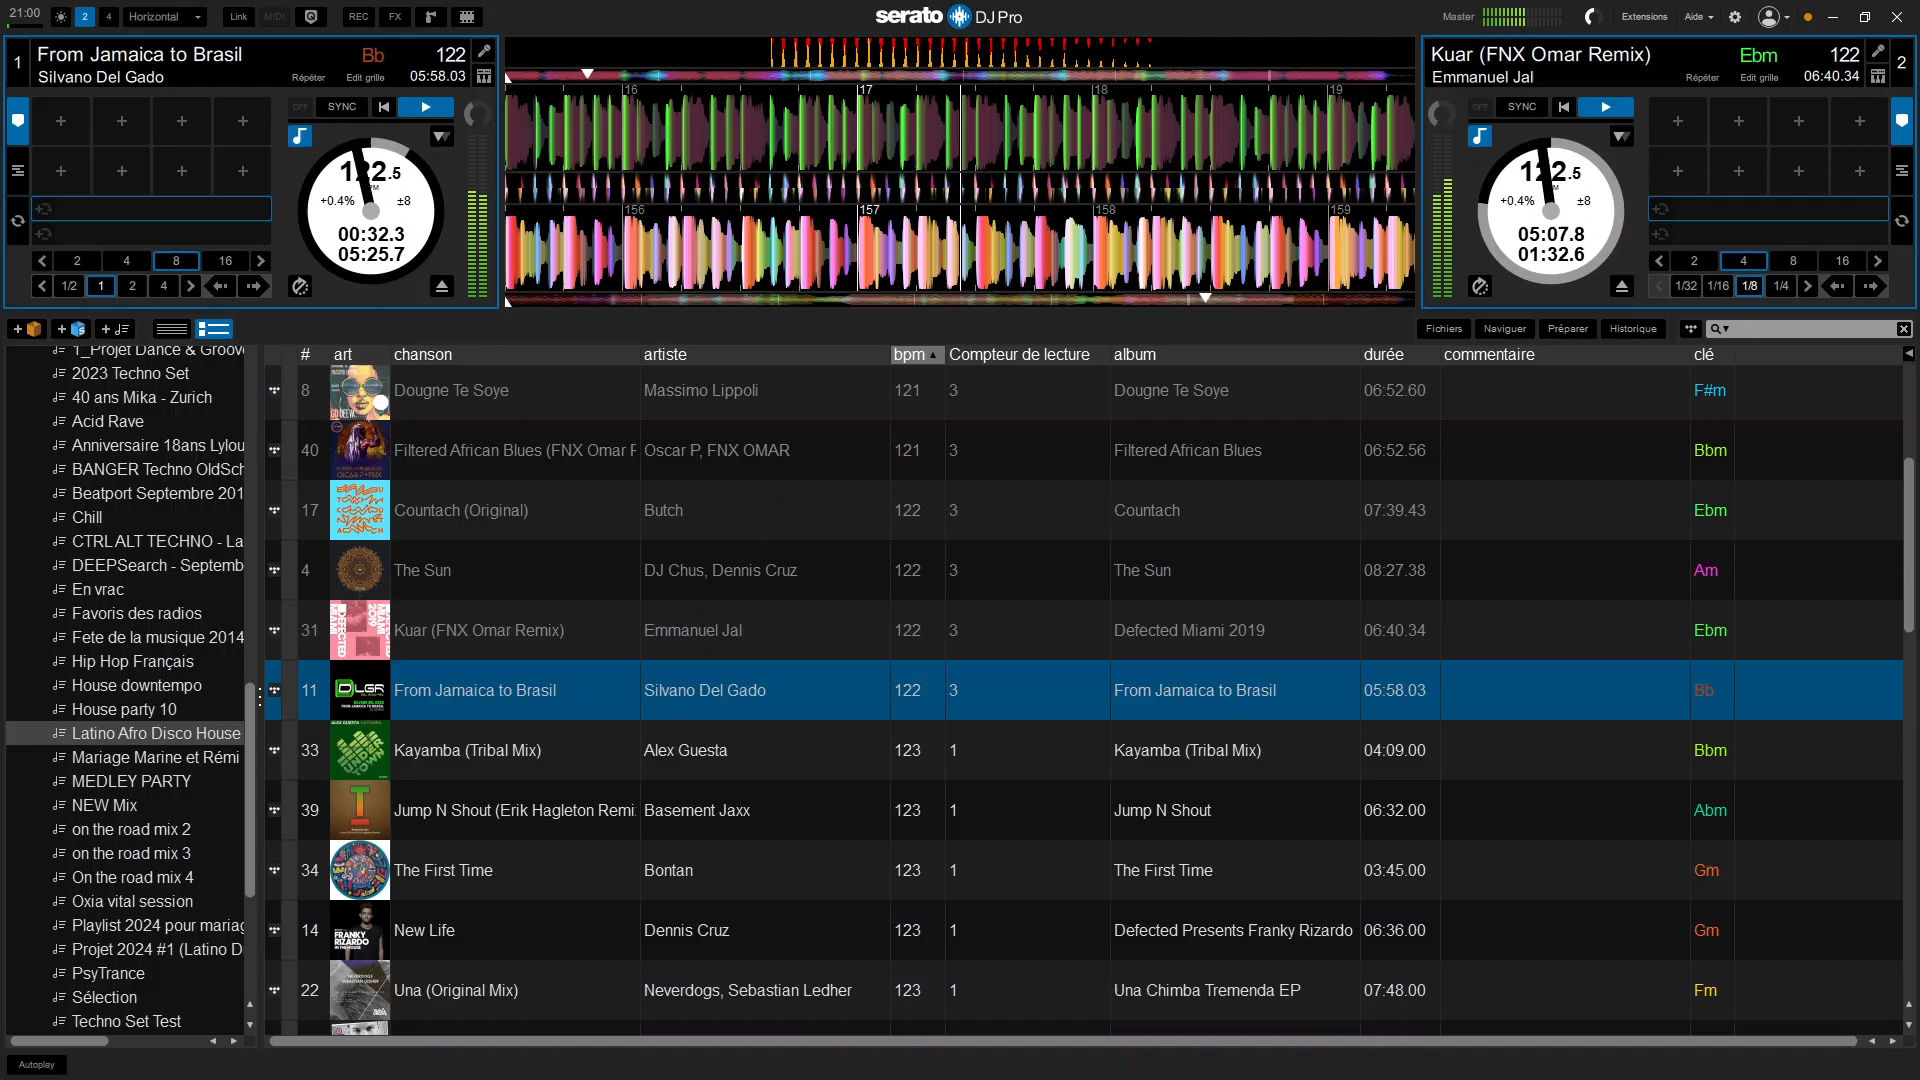 21:00 2 4 Horizontal Link MIDI REC FX serato DJ Pro Master Extensions Aide
1 From Jamaica to Brasil Bb 122
Silvano Del Gado Répéter Edit grille 05:58.03
OFF SYNC
122.5
+0.4% ±8
00:32.3
05:25.7
2 4 8 16
1/2 1 2 4
16 17 18 19
156 157 158 159
Kuar (FNX Omar Remix) Ebm 122 2
Emmanuel Jal Répéter Edit grille 06:40.34
OFF SYNC
122.5
+0.4% ±8
05:07.8
01:32.6
2 4 8 16
1/32 1/16 1/8 1/4
Fichiers Naviguer Préparer Historique
1_Projet Dance & Groove
2023 Techno Set
40 ans Mika - Zurich
Acid Rave
Anniversaire 18ans Lylou
BANGER Techno OldSch
Beatport Septembre 201
Chill
CTRL ALT TECHNO - La
DEEPSearch - Septemb
En vrac
Favoris des radios
Fete de la musique 2014
Hip Hop Français
House downtempo
House party 10
Latino Afro Disco House
Mariage Marine et Rémi
MEDLEY PARTY
NEW Mix
on the road mix 2
on the road mix 3
On the road mix 4
Oxia vital session
Playlist 2024 pour mariag
Projet 2024 #1 (Latino D
PsyTrance
Sélection
Techno Set Test
# art chanson artiste bpm Compteur de lecture album durée commentaire clé
8 Dougne Te Soye Massimo Lippoli 121 3 Dougne Te Soye 06:52.60 F#m
40 Filtered African Blues (FNX Omar R Oscar P, FNX OMAR 121 3 Filtered African Blues 06:52.56 Bbm
17 Countach (Original) Butch 122 3 Countach 07:39.43 Ebm
4 The Sun DJ Chus, Dennis Cruz 122 3 The Sun 08:27.38 Am
31 Kuar (FNX Omar Remix) Emmanuel Jal 122 3 Defected Miami 2019 06:40.34 Ebm
11 From Jamaica to Brasil Silvano Del Gado 122 3 From Jamaica to Brasil 05:58.03 Bb
33 Kayamba (Tribal Mix) Alex Guesta 123 1 Kayamba (Tribal Mix) 04:09.00 Bbm
39 Jump N Shout (Erik Hagleton Remi Basement Jaxx 123 1 Jump N Shout 06:32.00 Abm
34 The First Time Bontan 123 1 The First Time 03:45.00 Gm
14 New Life Dennis Cruz 123 1 Defected Presents Franky Rizardo 06:36.00 Gm
22 Una (Original Mix) Neverdogs, Sebastian Ledher 123 1 Una Chimba Tremenda EP 07:48.00 Fm
DLGR
FRANKY
RIZARDO
Autoplay